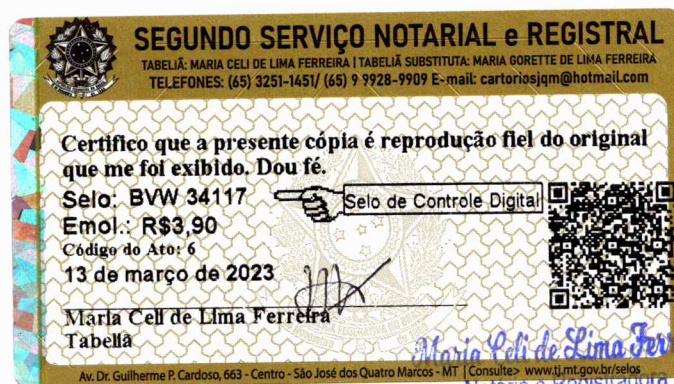 SEGUNDO SERVIÇO NOTARIAL e REGISTRAL
TABELIÃ: MARIA CELI DE LIMA FERREIRA | TABELIÃ SUBSTITUTA: MARIA GORETTE DE LIMA FERREIRA
TELEFONES: (65) 3251-1451/ (65) 9 9928-9909 E-mail: cartoriosjqm@hotmail.com
Certifico que a presente cópia é reprodução fiel do original
que me foi exibido. Dou fé.
Selo: BVW 34117
Selo de Controle Digital
Emol.: R$3,90
Código do Ato: 6
13 de março de 2023
Maria Celi de Lima Ferreira
Tabeliã
Maria Celi de Lima Fer
Av. Dr. Guilherme P. Cardoso, 663 - Centro - São José dos Quatro Marcos - MT | Consulte> www.tj.mt.gov.br/selos